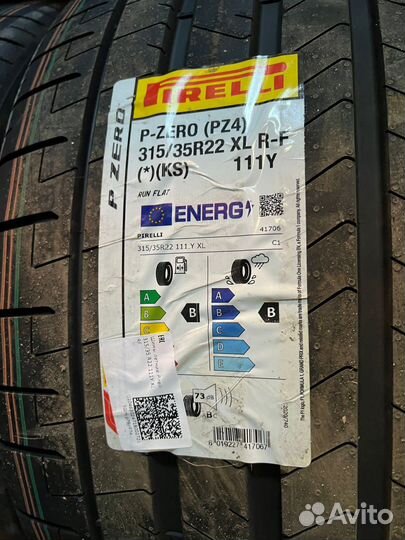 PIRELLI
P ZERO
P-ZERO (PZ4)
315/35R22 XL R-F
(*)(KS) 111Y
RUN FLAT
ENERG
PIRELLI 41706
315/35R22 111 Y XL C1
A A
B B B B
C C
D
E
73 dB
B
8 019227 417067
Avito